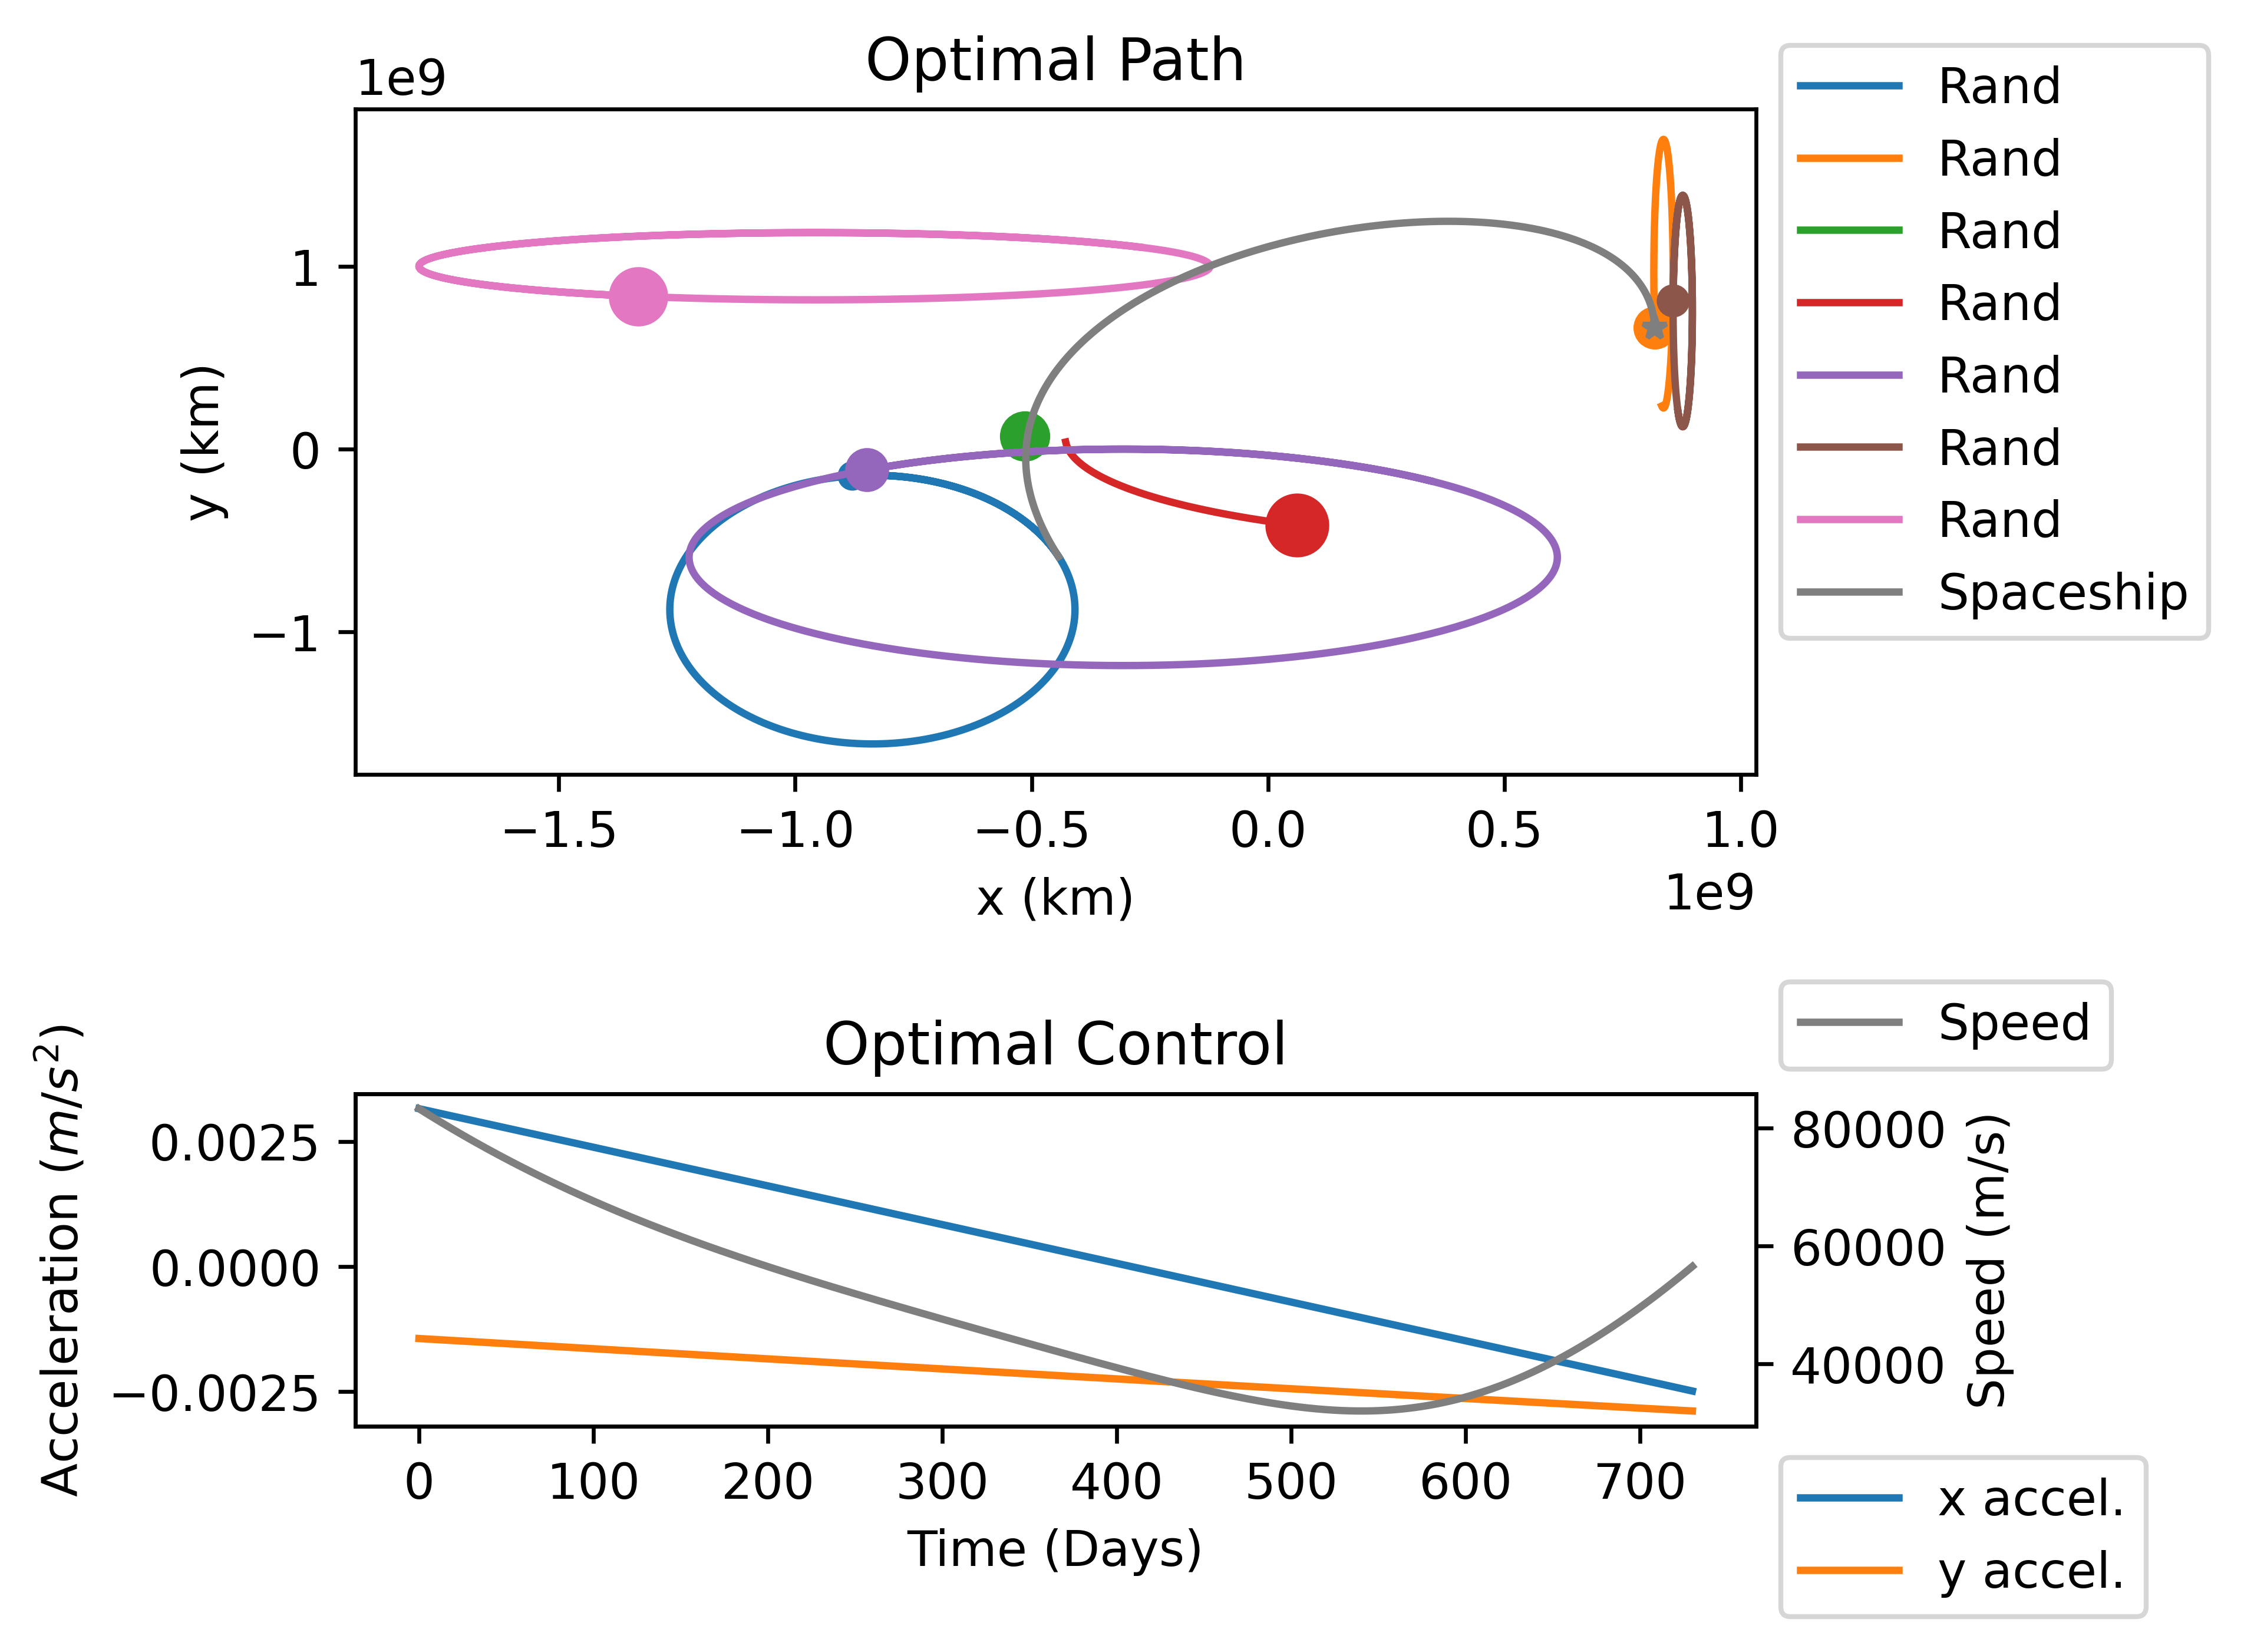 Optimal Path
1e9
y (km)
1
0
−1
−1.5
−1.0
−0.5
0.0
0.5
1.0
x (km)
1e9
Rand
Rand
Rand
Rand
Rand
Rand
Rand
Spaceship
Optimal Control
Speed
Acceleration (m/s²)
0.0025
0.0000
−0.0025
80000
60000
40000
Speed (m/s)
0
100
200
300
400
500
600
700
Time (Days)
x accel.
y accel.